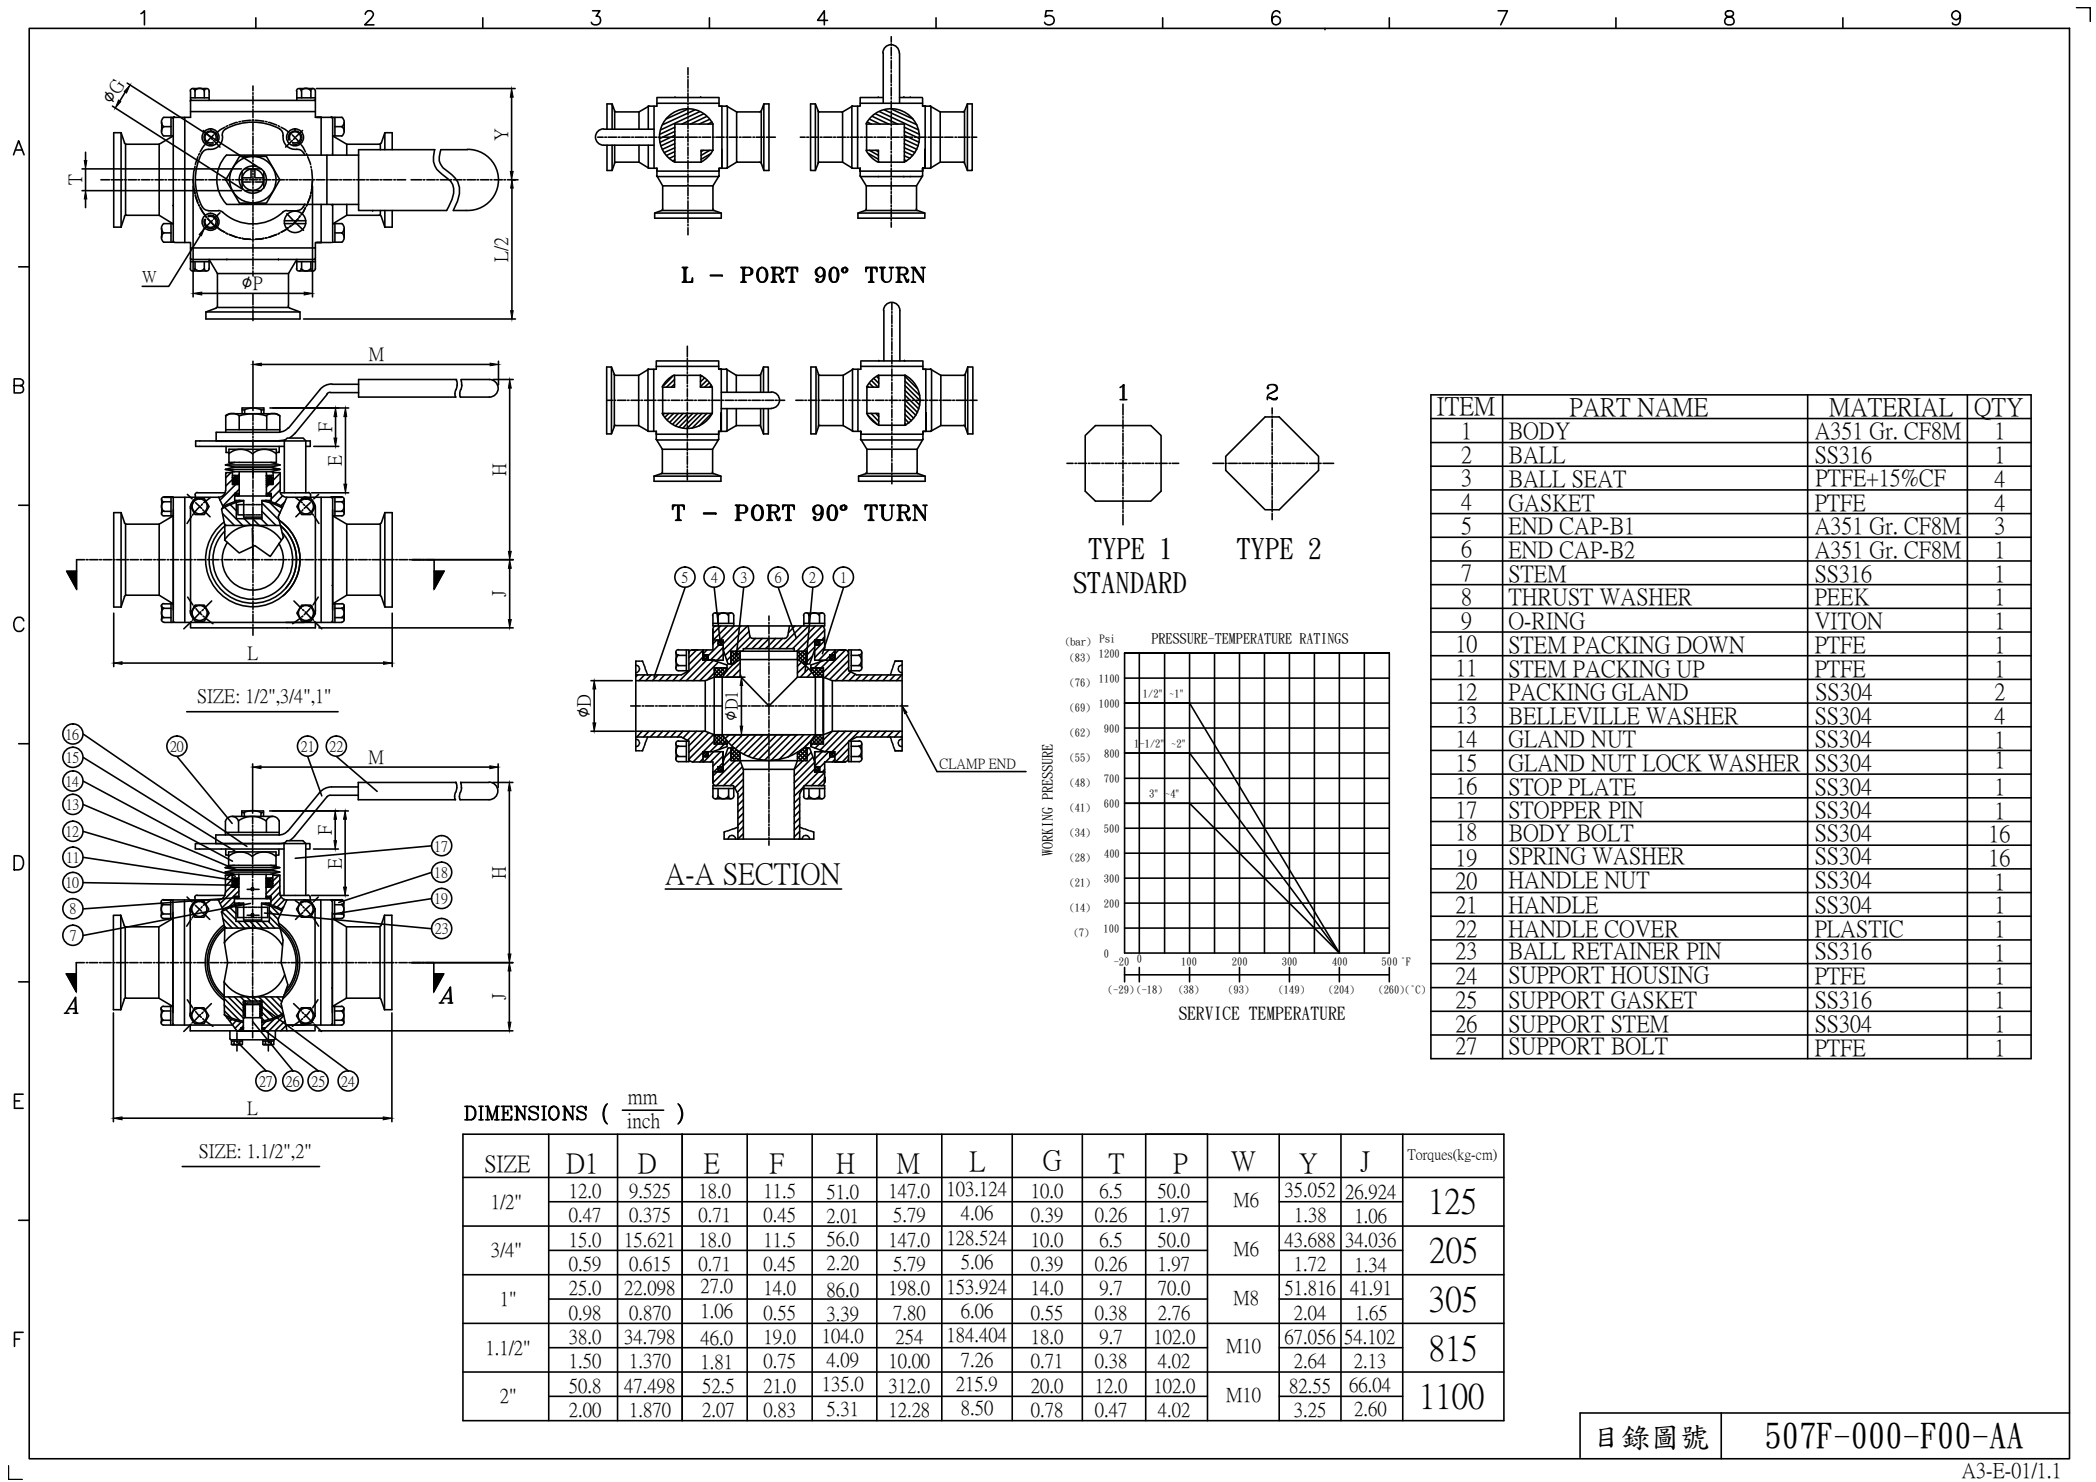 1 2 3 4 5 6 7 8 9
A
B
C
D
E
F
øG
T
Y
L/2
W
øP
L - PORT 90° TURN
T - PORT 90° TURN
M
F
E
H
J
L
SIZE: 1/2",3/4",1"
16
15
14
13
12
11
10
8
7
20
21
22
M
F
E
H
17
18
19
23
A
A
J
27 26 25 24
L
SIZE: 1.1/2",2"
5 4 3 6 2 1
øD
øD1
CLAMP END
A-A SECTION
1
2
TYPE 1
STANDARD
TYPE 2
(bar) Psi PRESSURE-TEMPERATURE RATINGS
(83) 1200
(76) 1100
(69) 1000
(62) 900
(55) 800
(48) 700
(41) 600
(34) 500
(28) 400
(21) 300
(14) 200
(7) 100
0
1/2" ~1"
1-1/2" ~2"
3" ~4"
WORKING PRESSURE
-20 0 100 200 300 400 500 °F
(-29)(-18) (38) (93) (149) (204) (260)(°C)
SERVICE TEMPERATURE
ITEM PART NAME MATERIAL QTY
1 BODY A351 Gr. CF8M 1
2 BALL SS316 1
3 BALL SEAT PTFE+15%CF 4
4 GASKET PTFE 4
5 END CAP-B1 A351 Gr. CF8M 3
6 END CAP-B2 A351 Gr. CF8M 1
7 STEM SS316 1
8 THRUST WASHER PEEK 1
9 O-RING VITON 1
10 STEM PACKING DOWN PTFE 1
11 STEM PACKING UP PTFE 1
12 PACKING GLAND SS304 2
13 BELLEVILLE WASHER SS304 4
14 GLAND NUT SS304 1
15 GLAND NUT LOCK WASHER SS304 1
16 STOP PLATE SS304 1
17 STOPPER PIN SS304 1
18 BODY BOLT SS304 16
19 SPRING WASHER SS304 16
20 HANDLE NUT SS304 1
21 HANDLE SS304 1
22 HANDLE COVER PLASTIC 1
23 BALL RETAINER PIN SS316 1
24 SUPPORT HOUSING PTFE 1
25 SUPPORT GASKET SS316 1
26 SUPPORT STEM SS304 1
27 SUPPORT BOLT PTFE 1
DIMENSIONS ( mm
inch )
SIZE D1 D E F H M L G T P W Y J Torques(kg-cm)
1/2" 12.0 9.525 18.0 11.5 51.0 147.0 103.124 10.0 6.5 50.0 M6 35.052 26.924 125
0.47 0.375 0.71 0.45 2.01 5.79 4.06 0.39 0.26 1.97 1.38 1.06
3/4" 15.0 15.621 18.0 11.5 56.0 147.0 128.524 10.0 6.5 50.0 M6 43.688 34.036 205
0.59 0.615 0.71 0.45 2.20 5.79 5.06 0.39 0.26 1.97 1.72 1.34
1" 25.0 22.098 27.0 14.0 86.0 198.0 153.924 14.0 9.7 70.0 M8 51.816 41.91 305
0.98 0.870 1.06 0.55 3.39 7.80 6.06 0.55 0.38 2.76 2.04 1.65
1.1/2" 38.0 34.798 46.0 19.0 104.0 254 184.404 18.0 9.7 102.0 M10 67.056 54.102 815
1.50 1.370 1.81 0.75 4.09 10.00 7.26 0.71 0.38 4.02 2.64 2.13
2" 50.8 47.498 52.5 21.0 135.0 312.0 215.9 20.0 12.0 102.0 M10 82.55 66.04 1100
2.00 1.870 2.07 0.83 5.31 12.28 8.50 0.78 0.47 4.02 3.25 2.60
目錄圖號 507F-000-F00-AA
A3-E-01/1.1